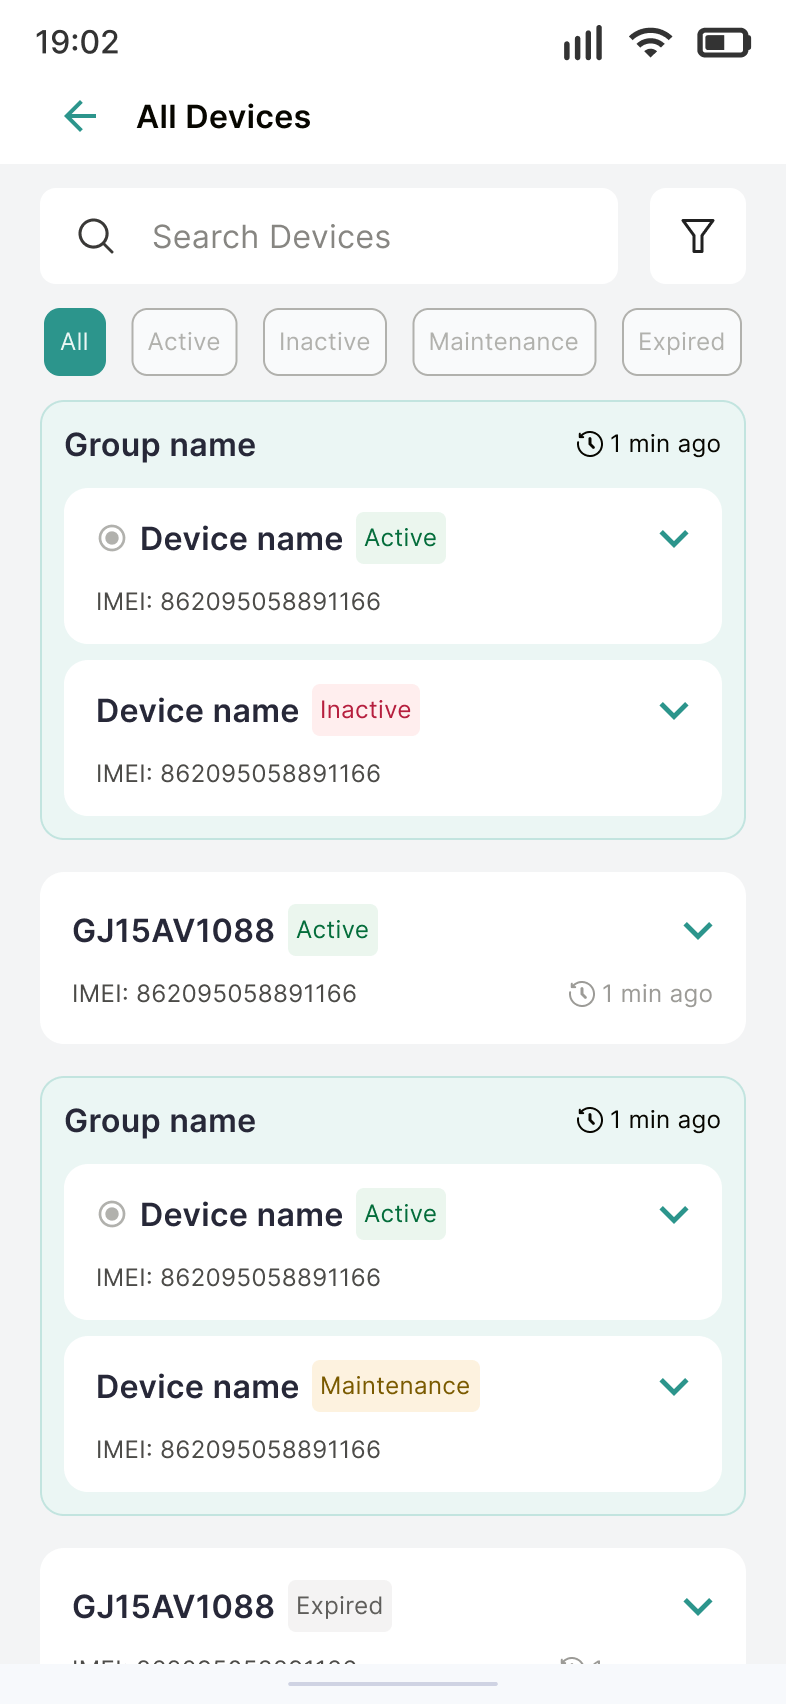 19:02
All Devices
Search Devices
All Active Inactive Maintenance Expired
Group name 1 min ago
Device name Active
IMEI: 862095058891166
Device name Inactive
IMEI: 862095058891166
GJ15AV1088 Active
IMEI: 862095058891166 1 min ago
Group name 1 min ago
Device name Active
IMEI: 862095058891166
Device name Maintenance
IMEI: 862095058891166
GJ15AV1088 Expired